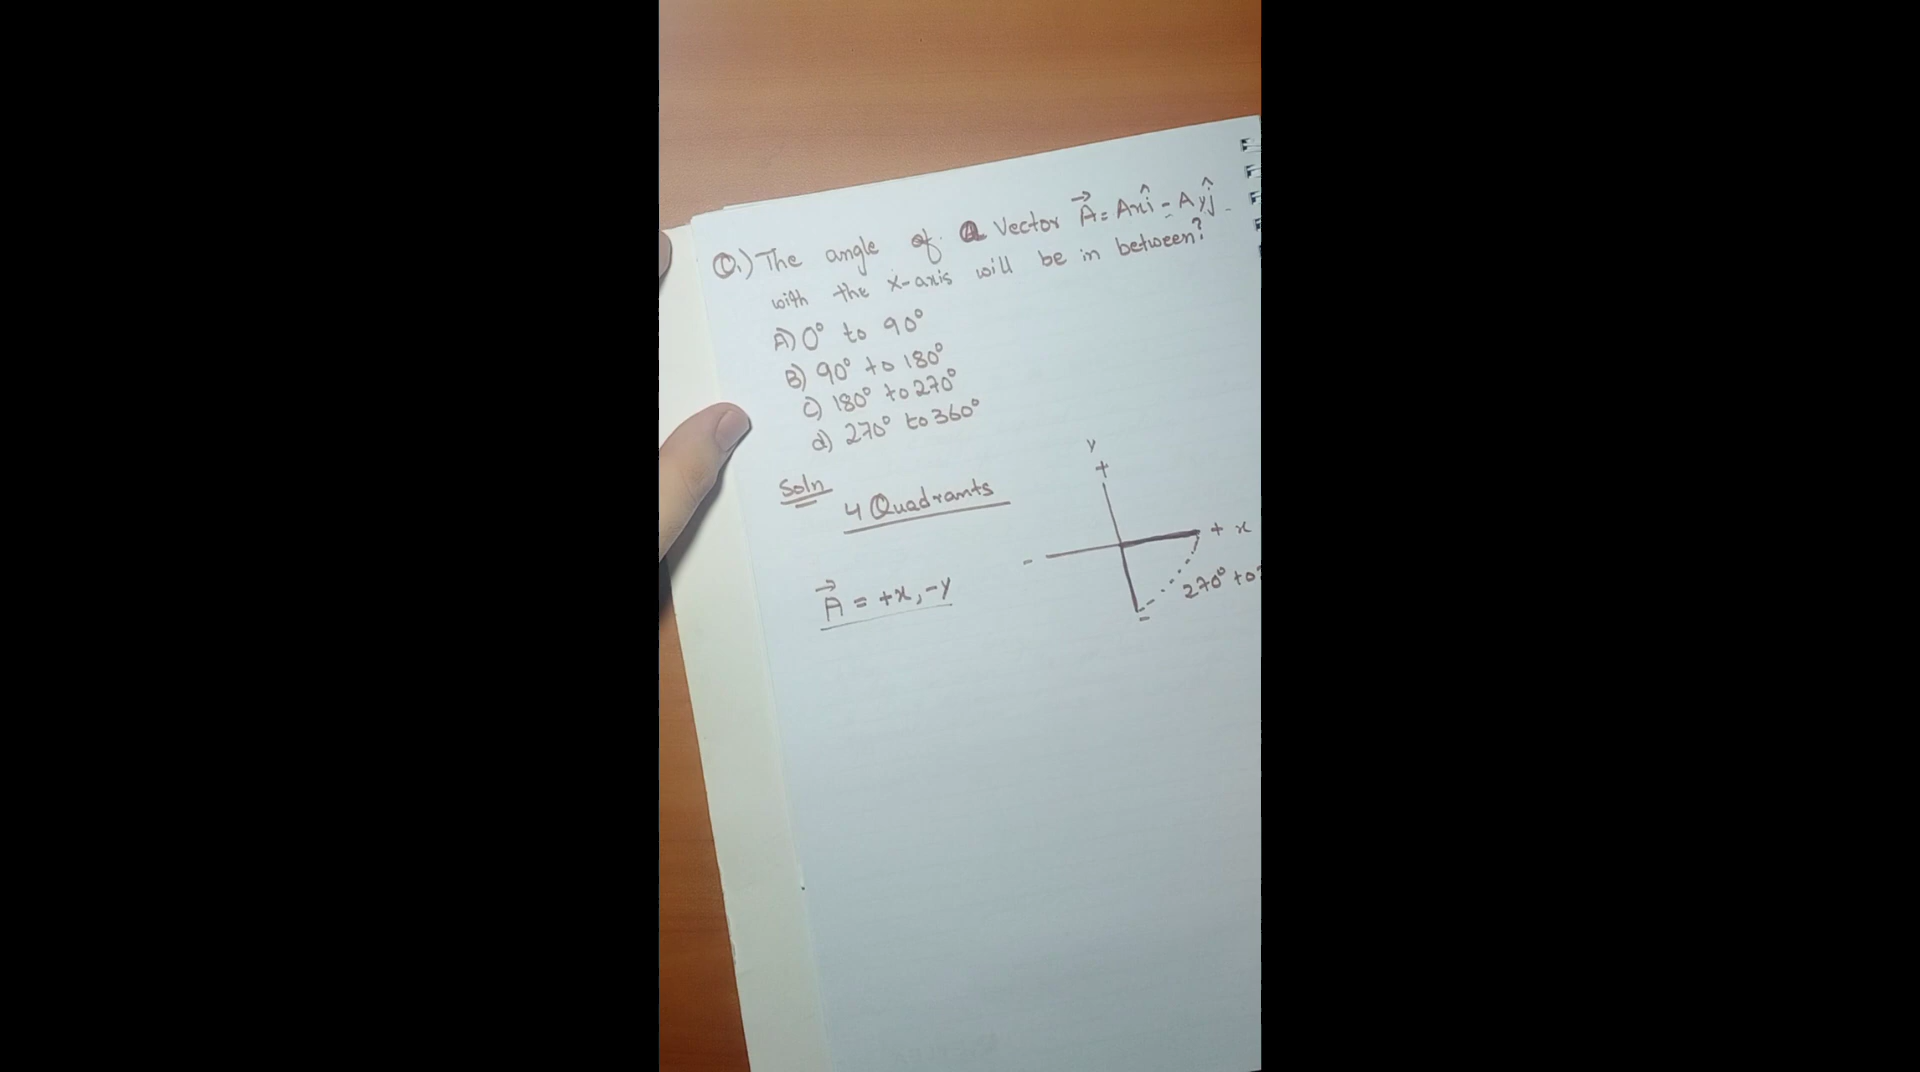 Q.) The angle of a Vector A⃗ = Axî - Ayĵ
with the x-axis will be in between?
A) 0° to 90°
B) 90° to 180°
C) 180° to 270°
d) 270° to 360°
Soln
4 Quadrants
y
+
+ x
-
270° to
-
A⃗ = +x, -y